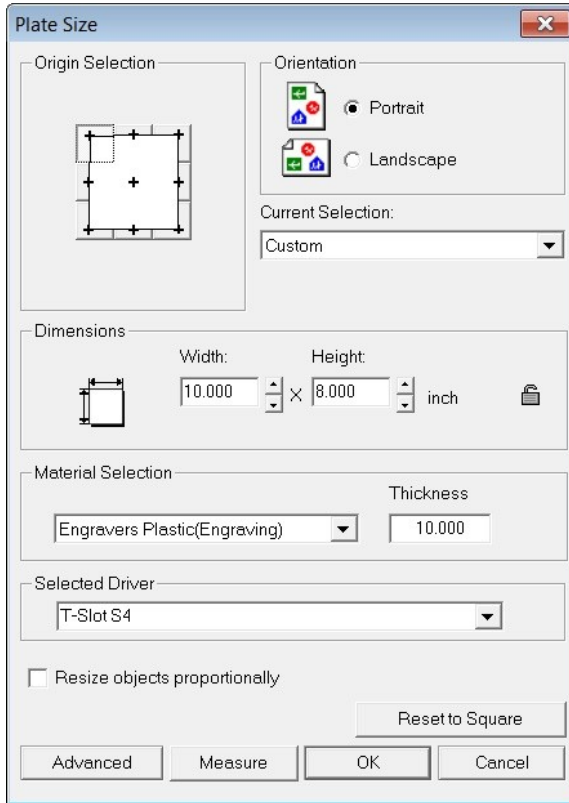 Plate Size
Origin Selection
Orientation
Portrait
Landscape
Current Selection:
Custom
Dimensions
Width:
Height:
10.000
X
8.000
inch
Material Selection
Thickness
Engravers Plastic(Engraving)
10.000
Selected Driver
T-Slot S4
Resize objects proportionally
Reset to Square
Advanced
Measure
OK
Cancel